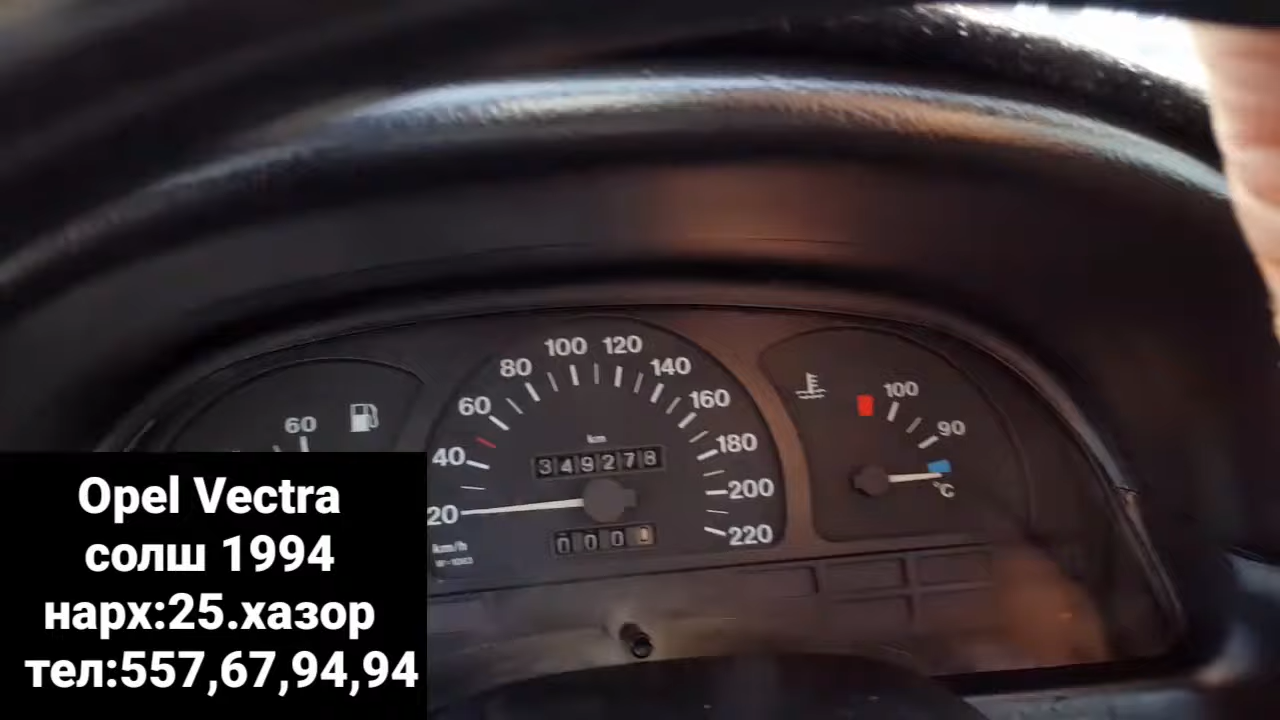 100 120
80 140
60 160
40 180
20 200
220
km
349278
0001
km/h
60
100
90
°C
Opel Vectra
солш 1994
нарх:25.хазор
тел:557,67,94,94